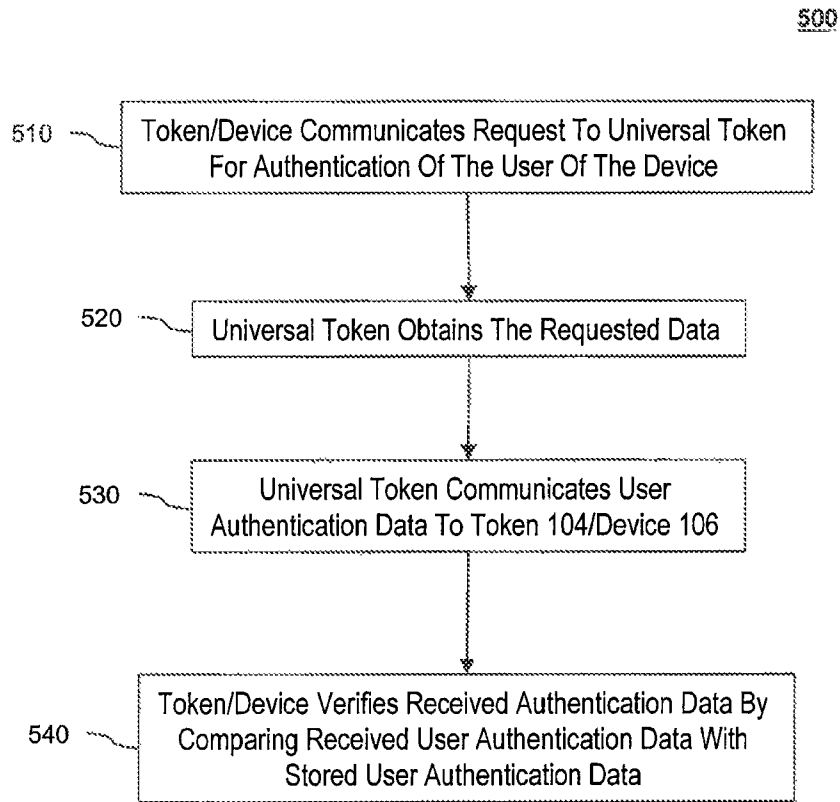 500
510
Token/Device Communicates Request To Universal Token
For Authentication Of The User Of The Device
520
Universal Token Obtains The Requested Data
530
Universal Token Communicates User
Authentication Data To Token 104/Device 106
540
Token/Device Verifies Received Authentication Data By
Comparing Received User Authentication Data With
Stored User Authentication Data